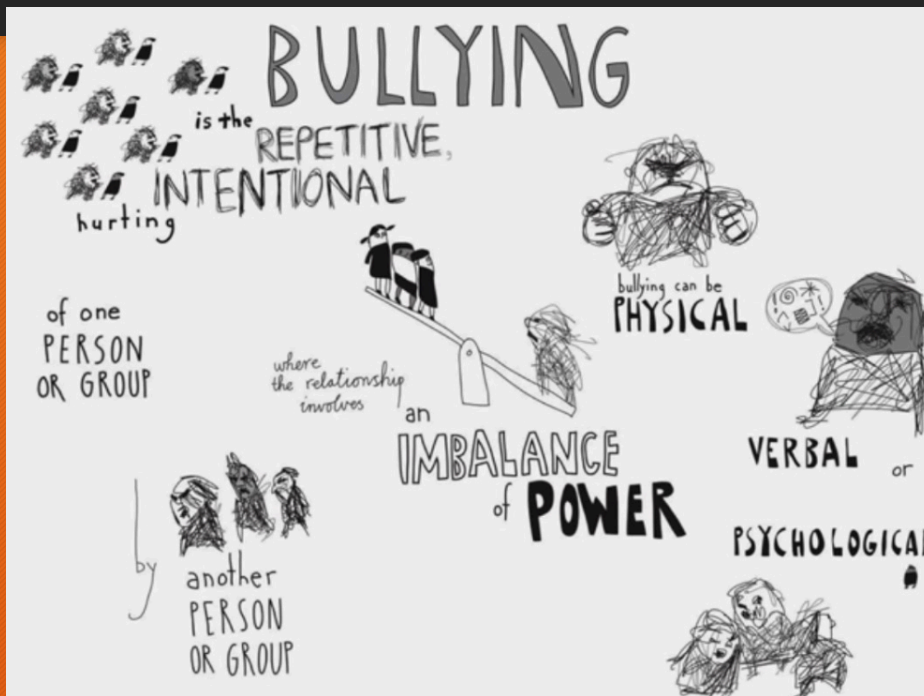 BULLYING
is the
REPETITIVE,
INTENTIONAL
hurting
of one
PERSON
OR GROUP
by
another
PERSON
OR GROUP
where
the relationship
involves
an
IMBALANCE
of POWER
bullying can be
PHYSICAL
VERBAL or
PSYCHOLOGICAL